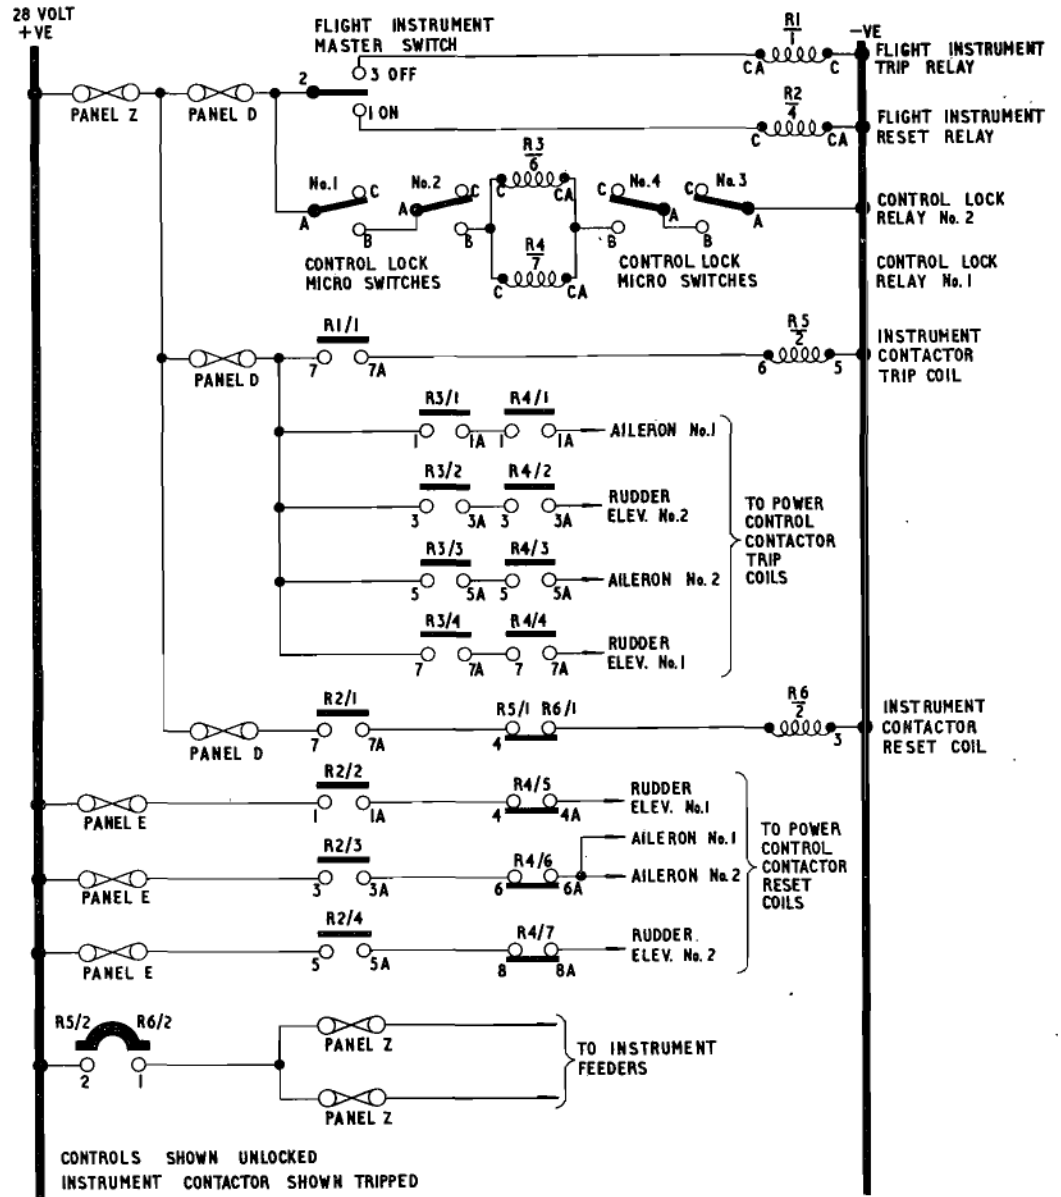 28 VOLT
+VE
FLIGHT INSTRUMENT
MASTER SWITCH
R1
1
-VE
FLIGHT INSTRUMENT
TRIP RELAY
CA
C
2
3 OFF
PANEL Z
PANEL D
1 ON
R2
4
FLIGHT INSTRUMENT
RESET RELAY
C
CA
R3
6
No.1
C
No.2
C
C
CA
No.4
C
No.3
C
A
A
A
A
CONTROL LOCK
RELAY No. 2
B
B
B
B
CONTROL LOCK
MICRO SWITCHES
R4
7
C
CA
CONTROL LOCK
MICRO SWITCHES
CONTROL LOCK
RELAY No. 1
R1/1
7
7A
PANEL D
R5
2
6
5
INSTRUMENT
CONTACTOR
TRIP COIL
R3/1
R4/1
1
1A
1
1A
AILERON No.1
R3/2
R4/2
3
3A
3
3A
RUDDER
ELEV. No.2
TO POWER
CONTROL
CONTACTOR
TRIP
COILS
R3/3
R4/3
5
5A
5
5A
AILERON No. 2
R3/4
R4/4
7
7A
7
7A
RUDDER
ELEV. No.1
R2/1
7
7A
PANEL D
R5/1 R6/1
4
R6
2
3
INSTRUMENT
CONTACTOR
RESET COIL
R2/2
1
1A
PANEL E
R4/5
4
4A
RUDDER
ELEV. No.1
AILERON No.1
R2/3
3
3A
PANEL E
R4/6
6
6A
AILERON No. 2
TO POWER
CONTROL
CONTACTOR
RESET
COILS
R2/4
5
5A
PANEL E
R4/7
8
8A
RUDDER.
ELEV. No. 2
R5/2
R6/2
2
1
PANEL Z
TO INSTRUMENT
FEEDERS
PANEL Z
CONTROLS SHOWN UNLOCKED
INSTRUMENT CONTACTOR SHOWN TRIPPED